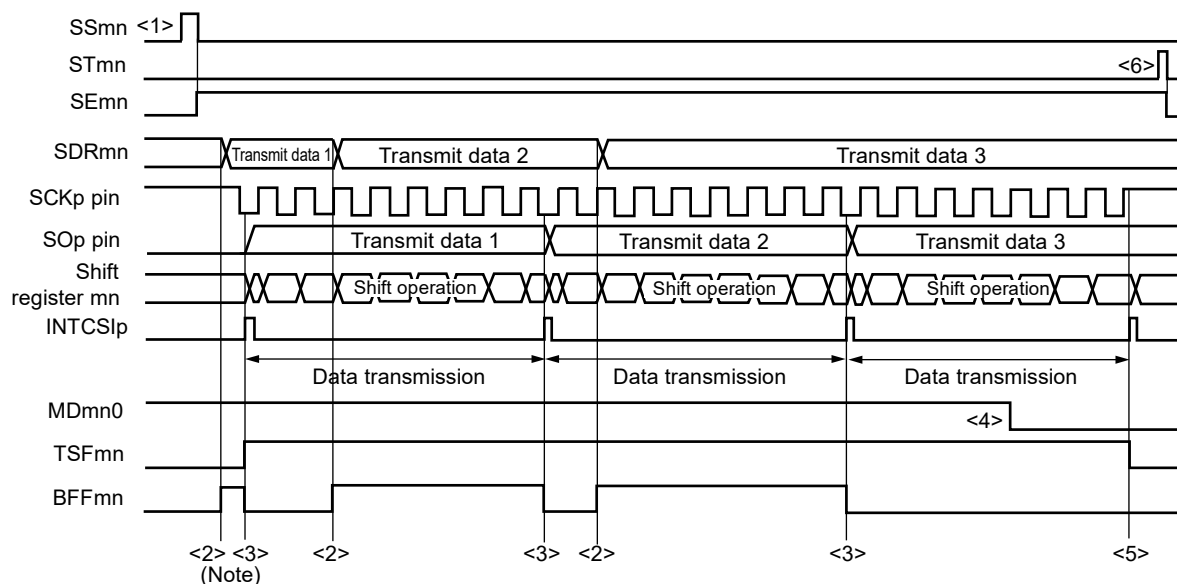 <1>
SSmn
STmn
<6>
SEmn
SDRmn
Transmit data 1
Transmit data 2
Transmit data 3
SCKp pin
SOp pin
Transmit data 1
Transmit data 2
Transmit data 3
Shift
register mn
Shift operation
Shift operation
Shift operation
INTCSIp
Data transmission
Data transmission
Data transmission
MDmn0
<4>
TSFmn
BFFmn
<2> <3> <2> <3> <2> <3> <5>
(Note)